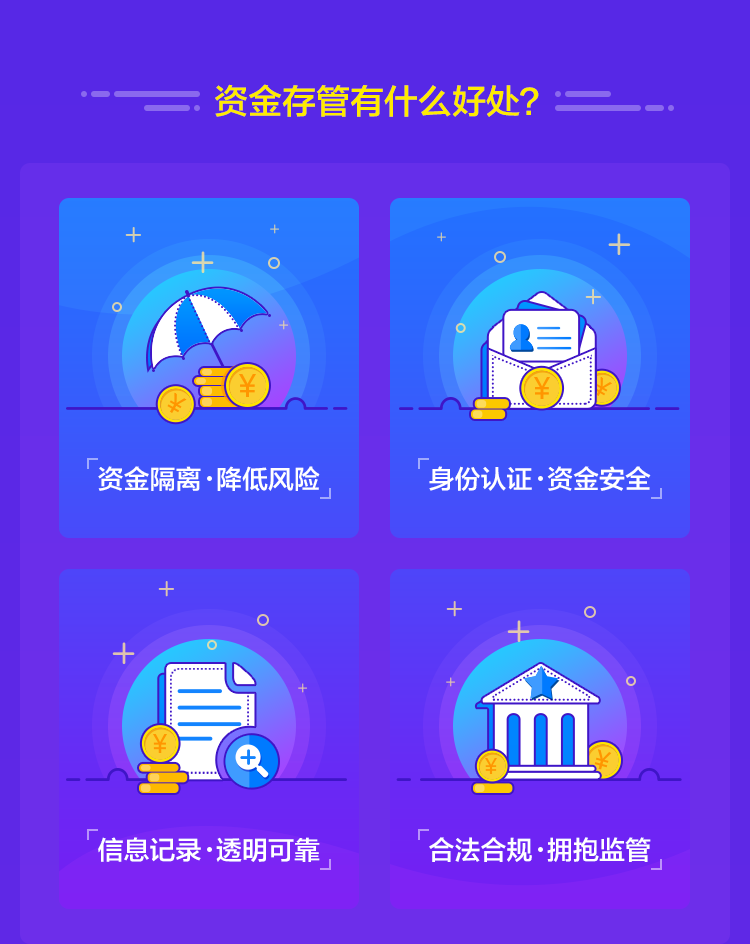 资金存管有什么好处?
资金隔离·降低风险
身份认证·资金安全
信息记录·透明可靠
合法合规·拥抱监管